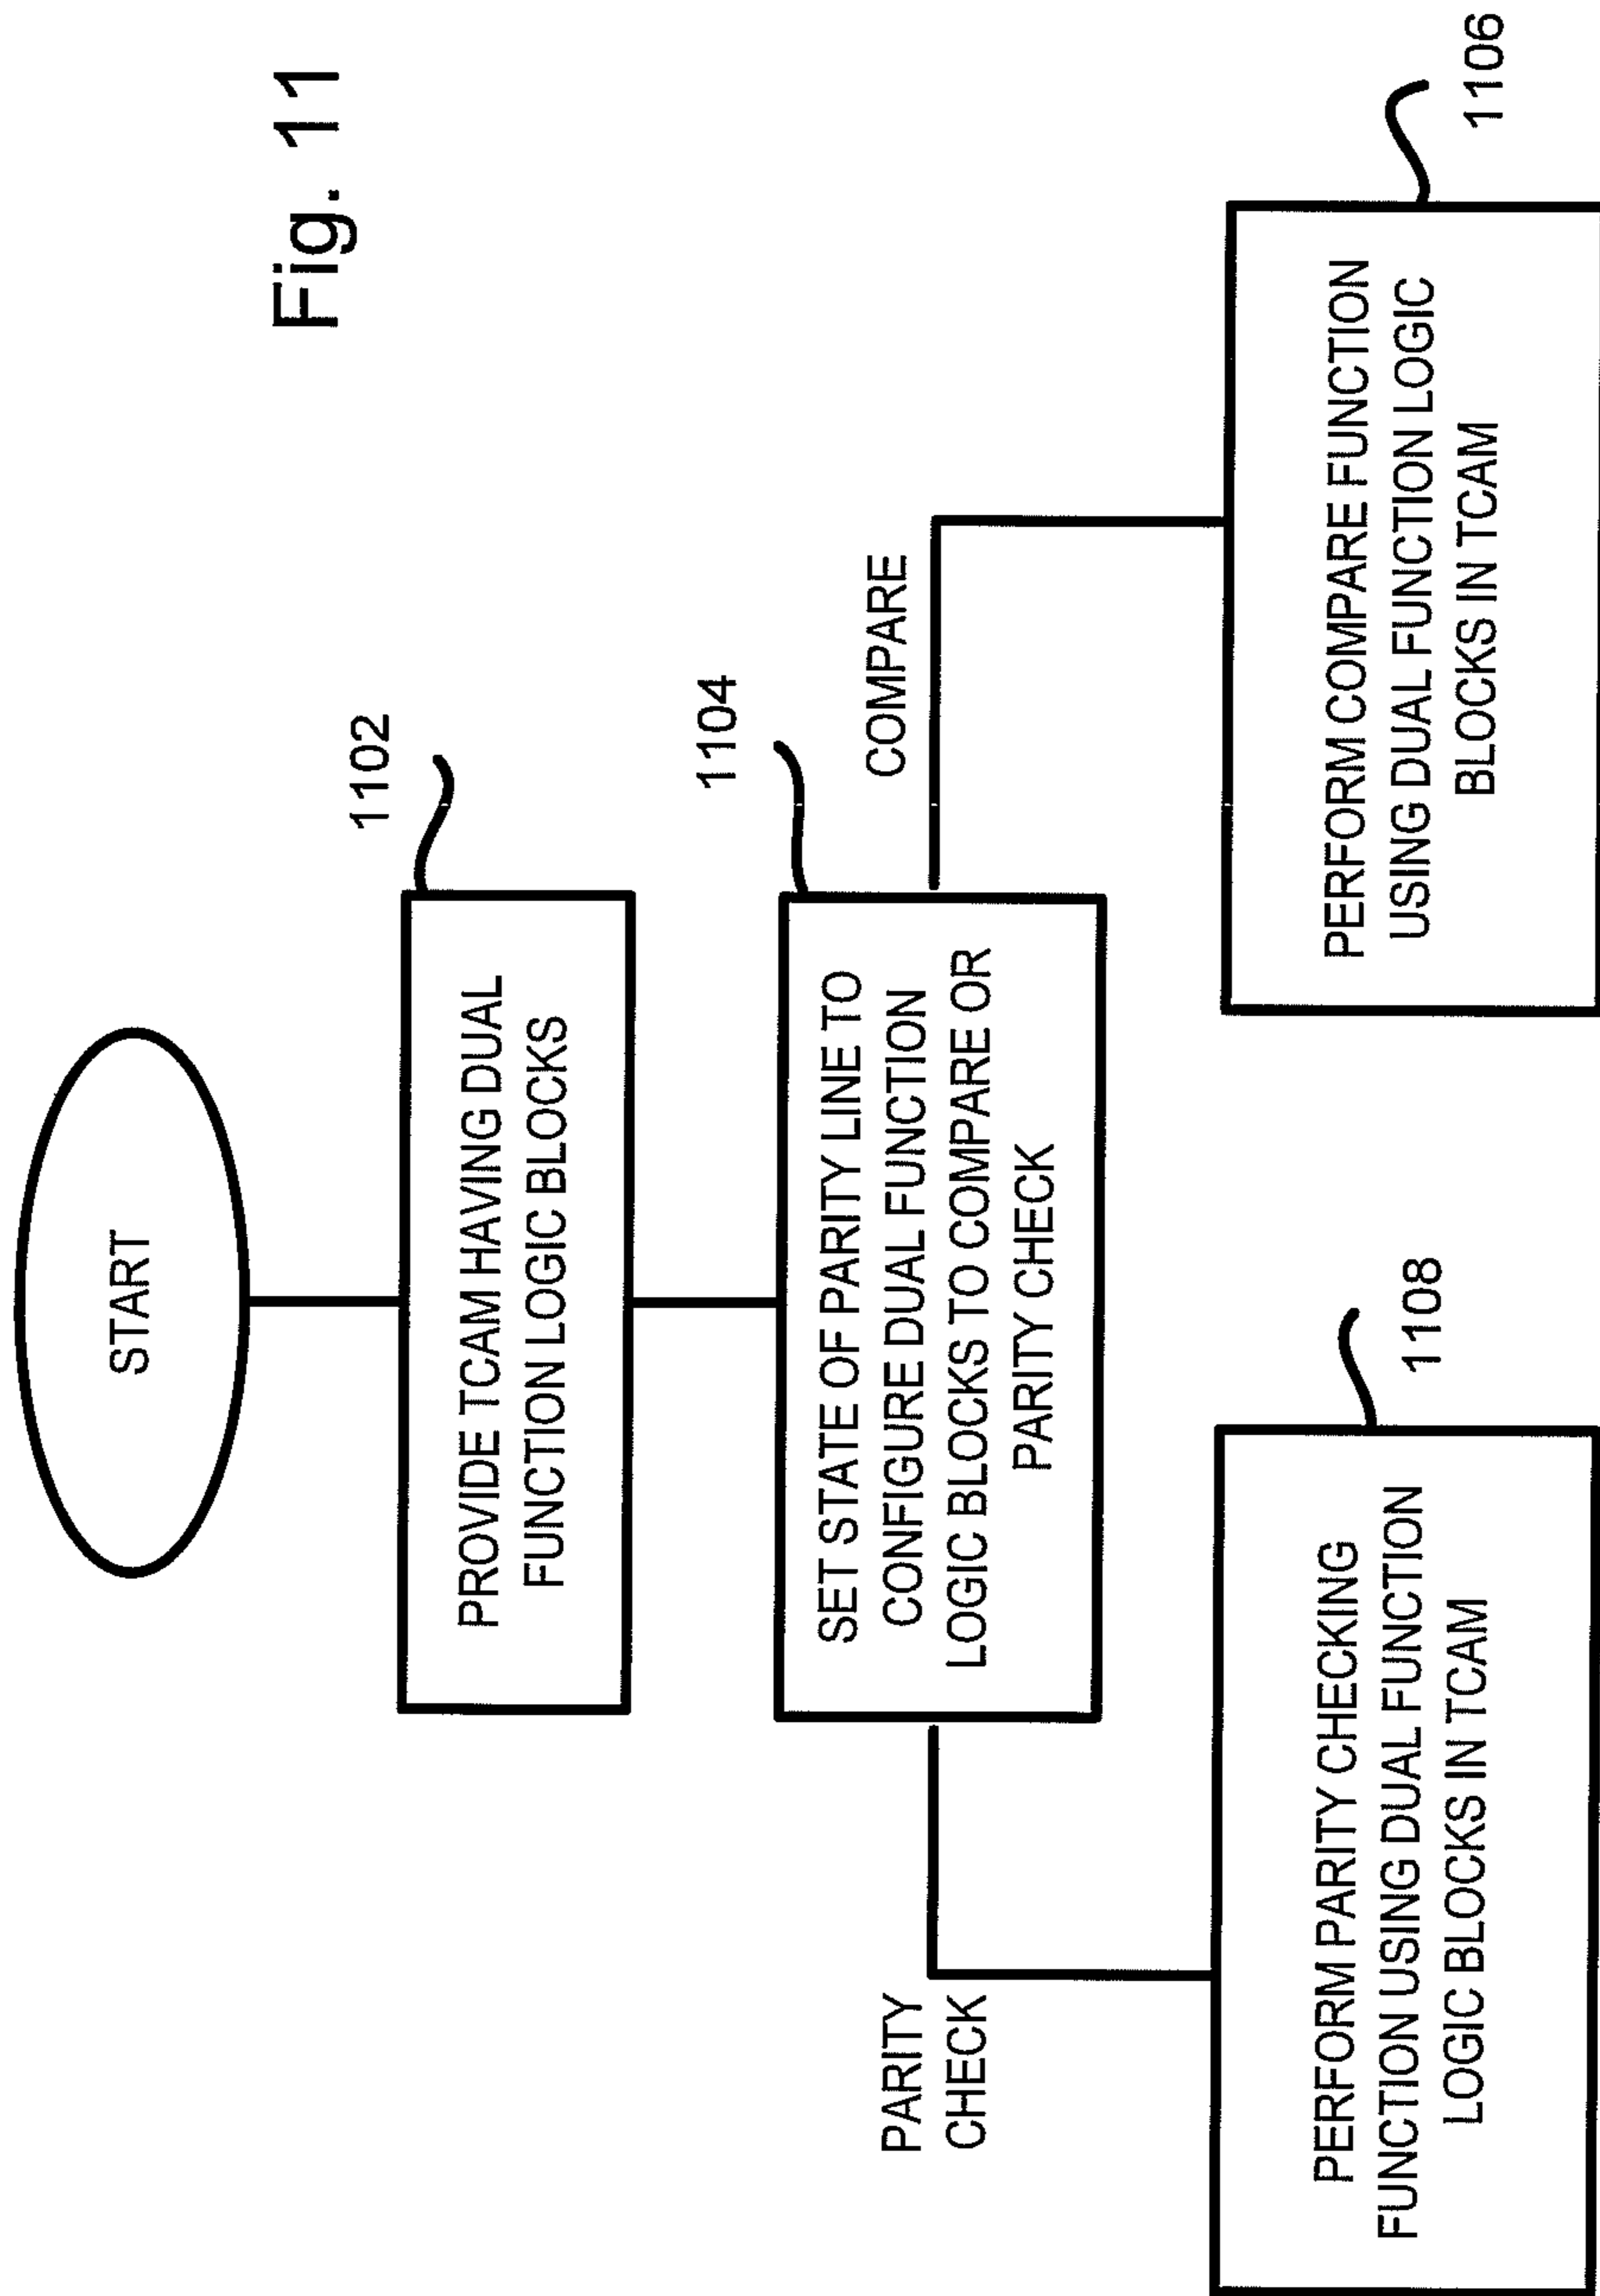 Fig. 11
START
1102
PROVIDE TCAM HAVING DUAL
FUNCTION LOGIC BLOCKS
1104
SET STATE OF PARITY LINE TO
CONFIGURE DUAL FUNCTION
LOGIC BLOCKS TO COMPARE OR
PARITY CHECK
PARITY
CHECK
COMPARE
1108
PERFORM PARITY CHECKING
FUNCTION USING DUAL FUNCTION
LOGIC BLOCKS IN TCAM
1106
PERFORM COMPARE FUNCTION
USING DUAL FUNCTION LOGIC
BLOCKS IN TCAM